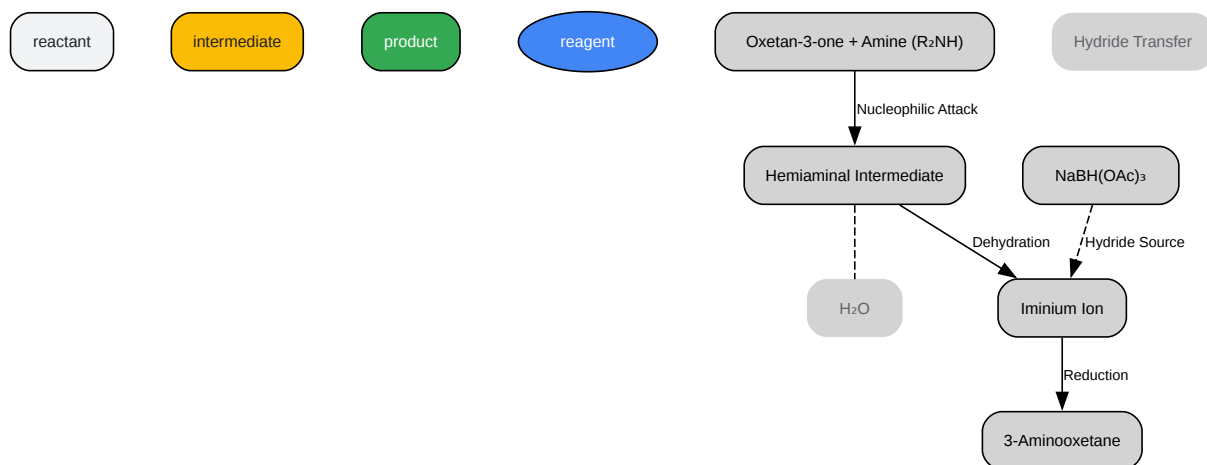 reactant
intermediate
product
reagent
Oxetan-3-one + Amine (R₂NH)
Hydride Transfer
Nucleophilic Attack
Hemiaminal Intermediate
NaBH(OAc)₃
Dehydration
Hydride Source
H₂O
Iminium Ion
Reduction
3-Aminooxetane